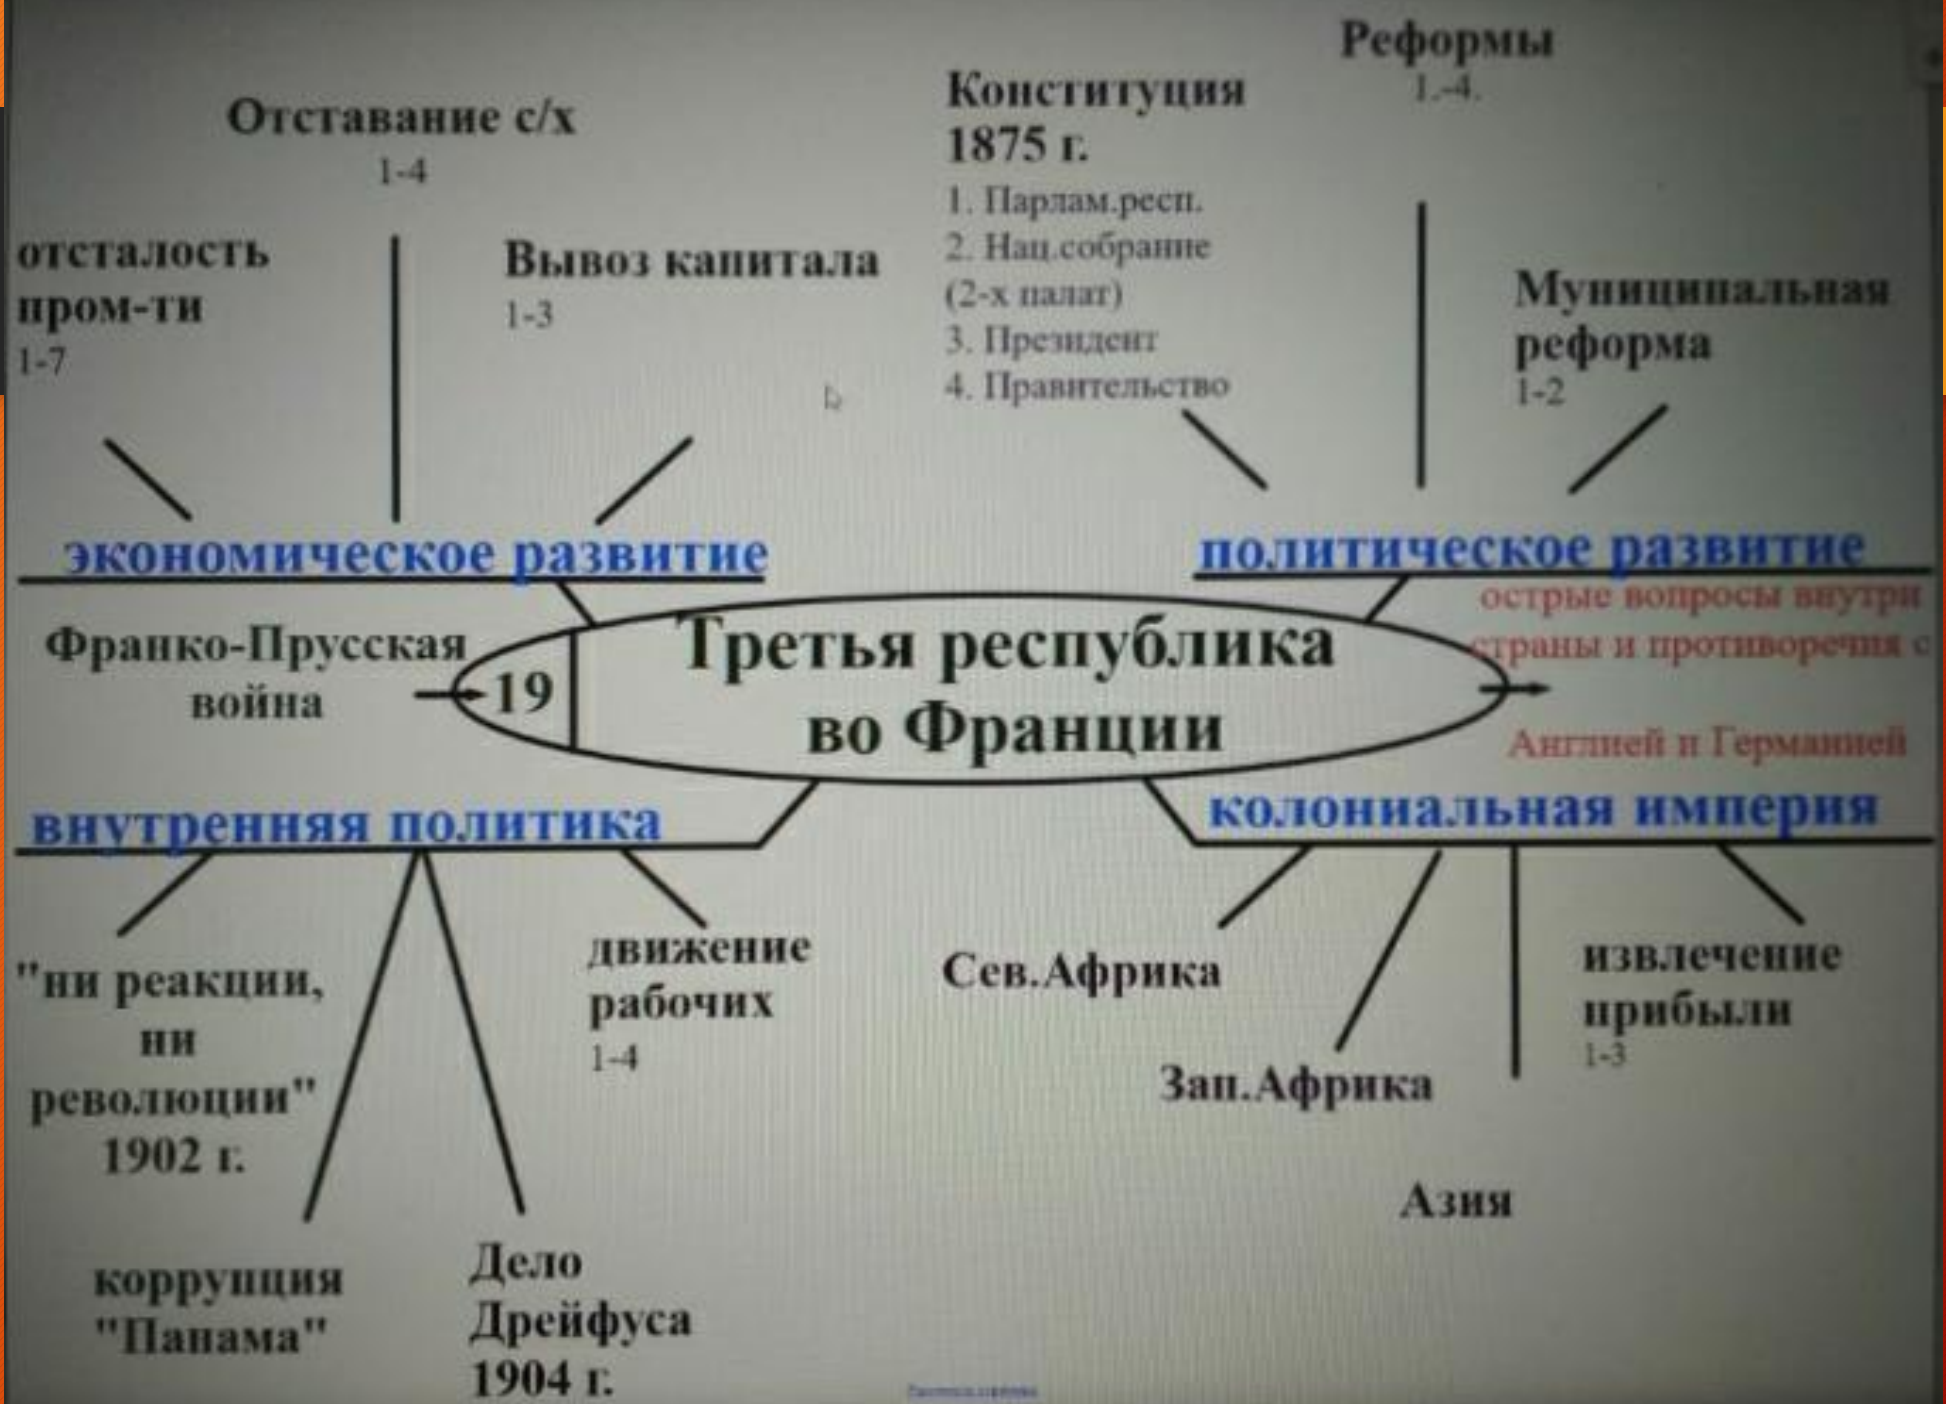 Отставание с/х
1-4
отсталость
пром-ти
1-7
Вывоз капитала
1-3
Конституция
1875 г.
1. Парлам.респ.
2. Нац.собрание
(2-х палат)
3. Президент
4. Правительство
Реформы
1.-4.
Муниципальная
реформа
1-2
экономическое развитие
политическое развитие
Франко-Прусская
война
19
Третья республика
во Франции
острые вопросы внутри
страны и противоречия с
Англией и Германией
внутренняя политика
колониальная империя
"ни реакции,
ни
революции"
1902 г.
коррупция
"Панама"
Дело
Дрейфуса
1904 г.
движение
рабочих
1-4
Сев.Африка
Зап.Африка
Азия
извлечение
прибыли
1-3